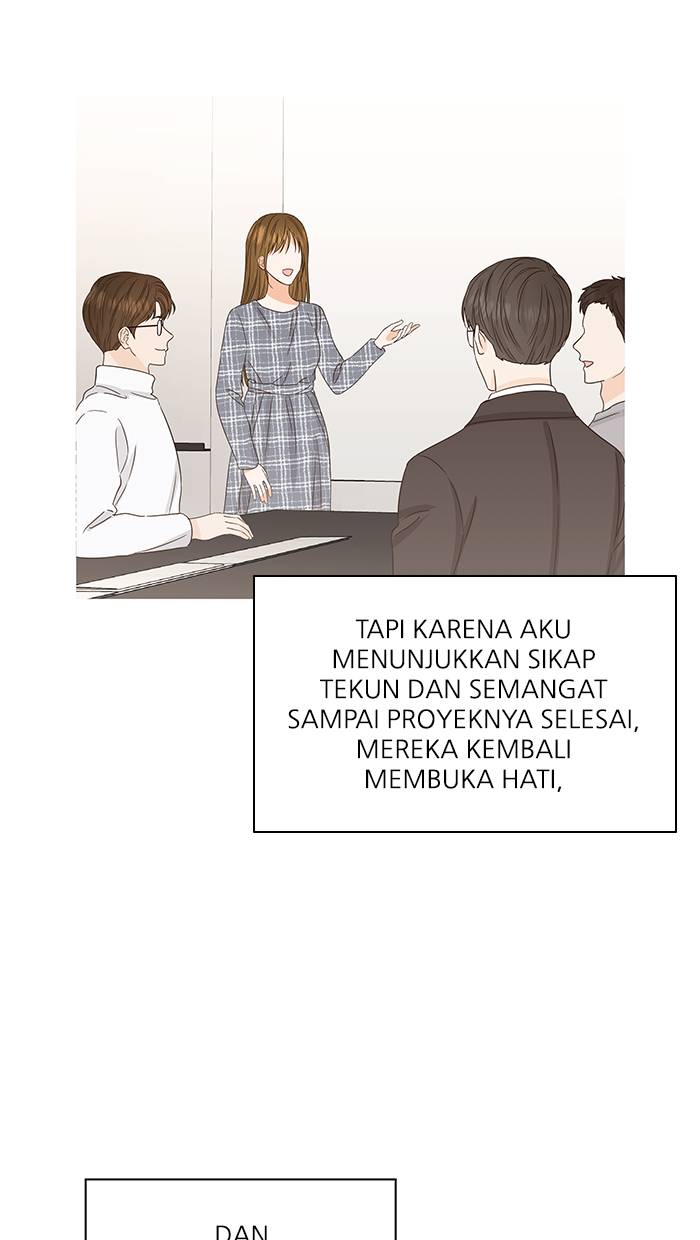 TAPI KARENA AKU
MENUNJUKKAN SIKAP
TEKUN DAN SEMANGAT
SAMPAI PROYEKNYA SELESAI,
MEREKA KEMBALI
MEMBUKA HATI,
DAN